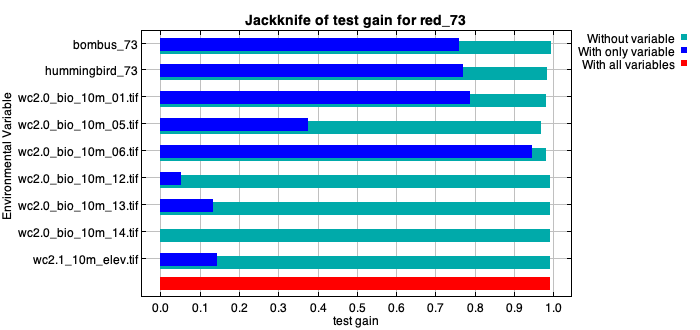 Jackknife of test gain for red_73
Without variable
With only variable
With all variables
Environmental Variable
bombus_73
hummingbird_73
wc2.0_bio_10m_01.tif
wc2.0_bio_10m_05.tif
wc2.0_bio_10m_06.tif
wc2.0_bio_10m_12.tif
wc2.0_bio_10m_13.tif
wc2.0_bio_10m_14.tif
wc2.1_10m_elev.tif
0.0 0.1 0.2 0.3 0.4 0.5 0.6 0.7 0.8 0.9 1.0
test gain